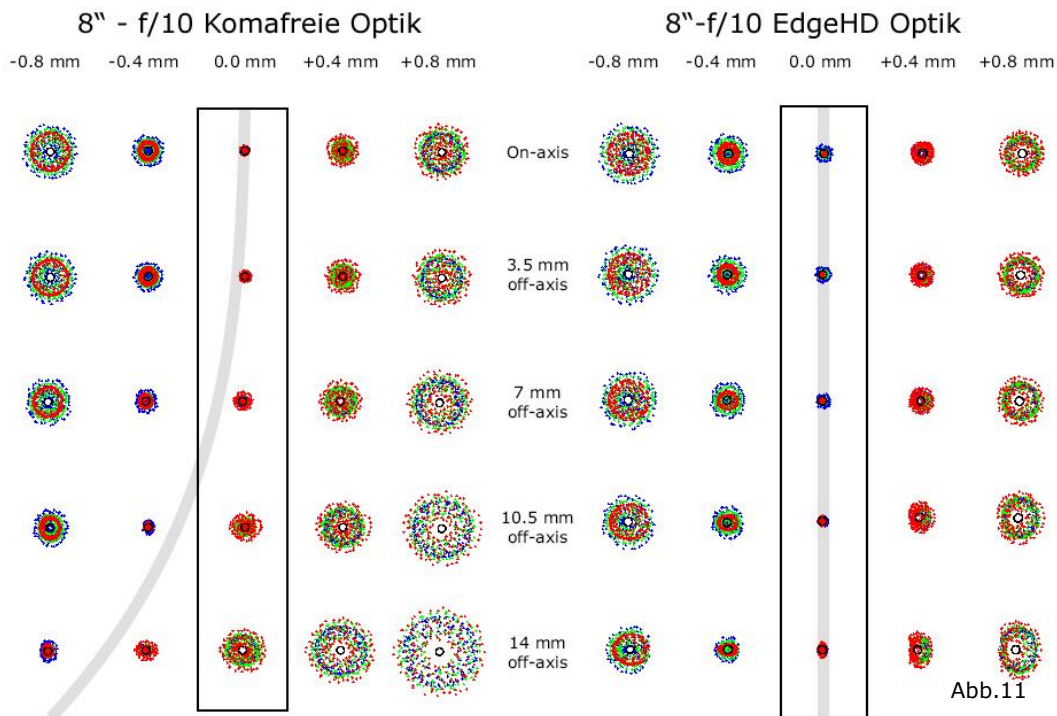 8“ - f/10 Komafreie Optik
8“-f/10 EdgeHD Optik
-0.8 mm -0.4 mm 0.0 mm +0.4 mm +0.8 mm
-0.8 mm -0.4 mm 0.0 mm +0.4 mm +0.8 mm
On-axis
3.5 mm
off-axis
7 mm
off-axis
10.5 mm
off-axis
14 mm
off-axis
Abb.11